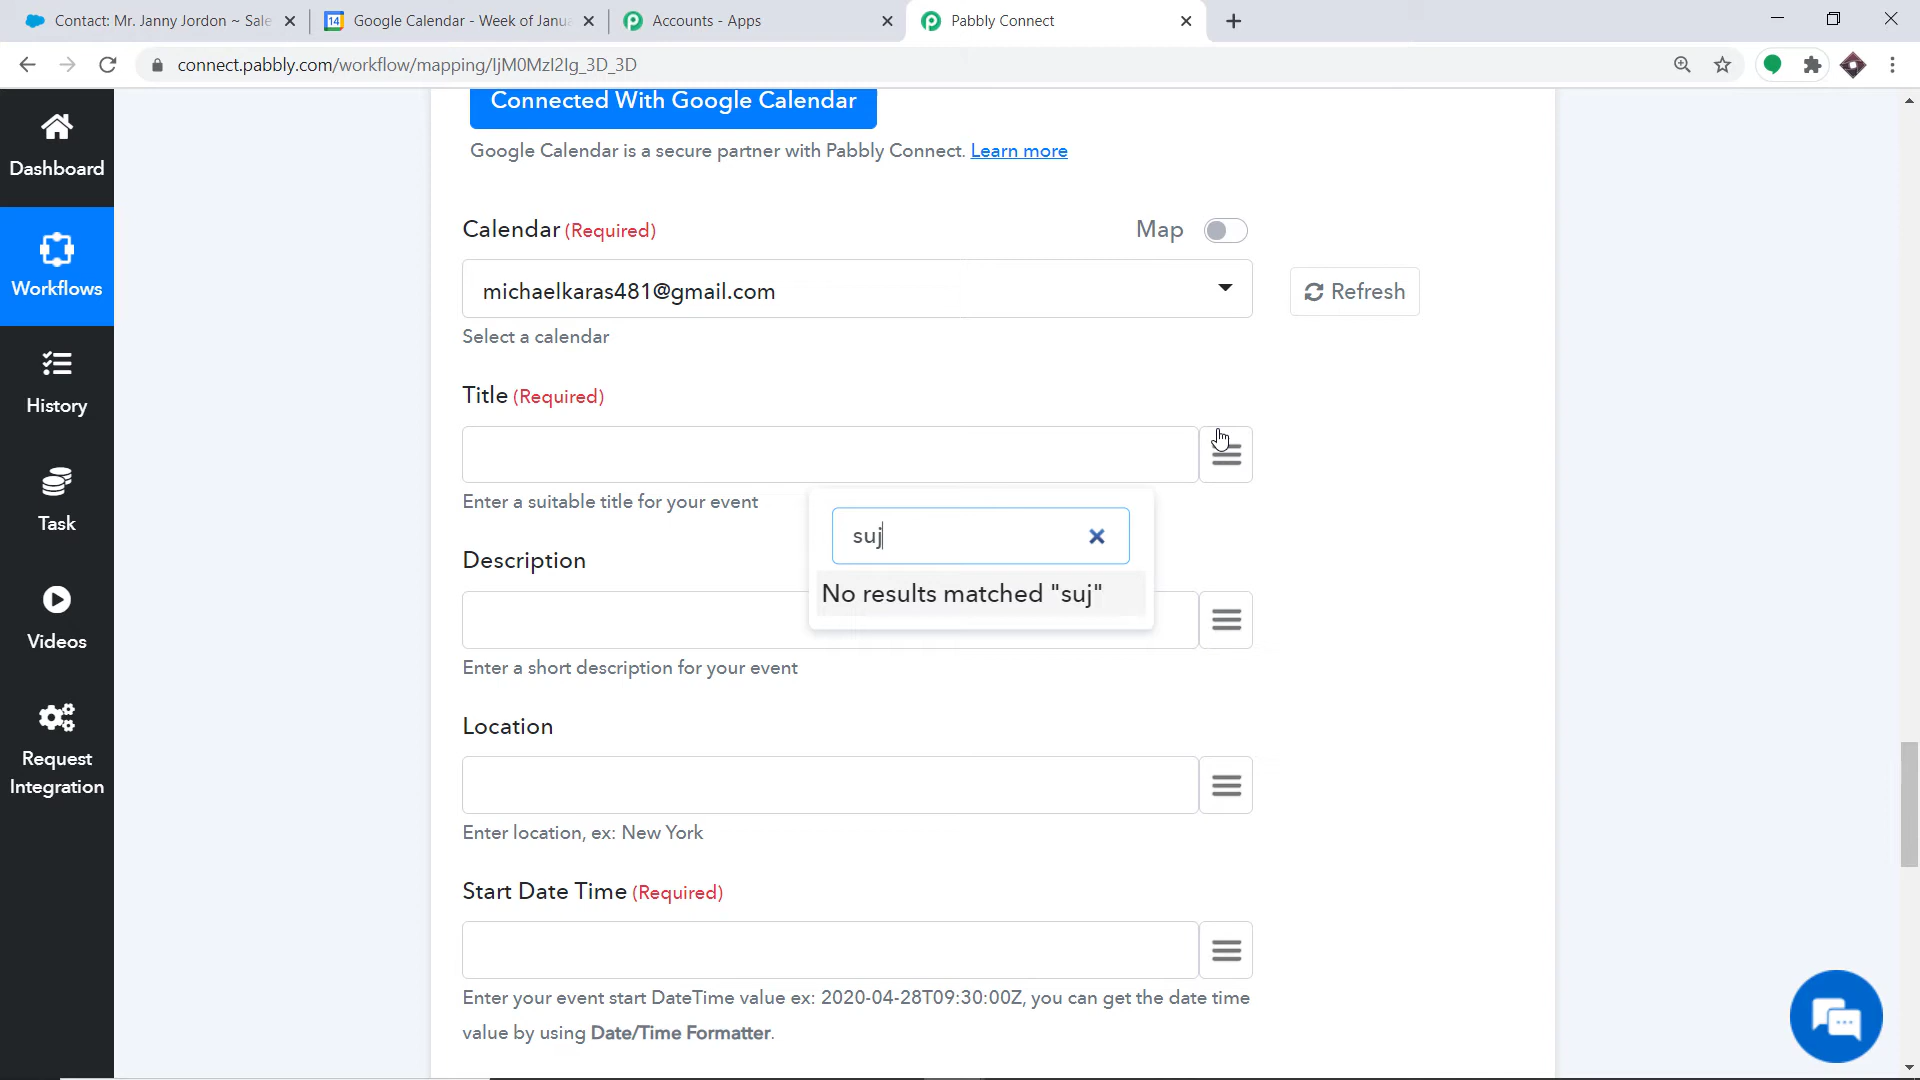 Contact: Mr. Janny Jordon ~ Sale
Google Calendar - Week of Janu
Accounts - Apps
Pabbly Connect
connect.pabbly.com/workflow/mapping/IjM0MzI2Ig_3D_3D
Dashboard
Workflows
History
Task
Videos
Request
Integration
Connected With Google Calendar
Google Calendar is a secure partner with Pabbly Connect. Learn more
Calendar (Required)
Map
michaelkaras481@gmail.com
Refresh
Select a calendar
Title (Required)
Enter a suitable title for your event
suj
No results matched "suj"
Description
Enter a short description for your event
Location
Enter location, ex: New York
Start Date Time (Required)
Enter your event start DateTime value ex: 2020-04-28T09:30:00Z, you can get the date time
value by using Date/Time Formatter.